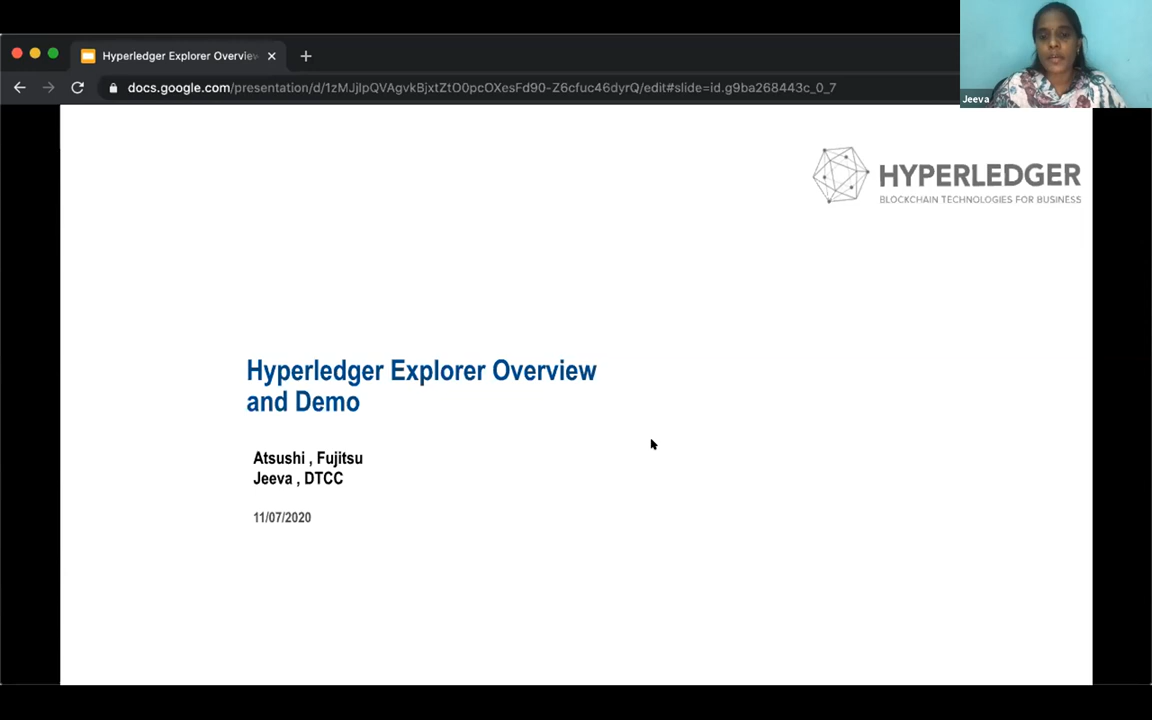 Hyperledger Explorer Overview
docs.google.com/presentation/d/1zMJjlpQVAgvkBjxtZtO0pcOXesFd90-Z6cfuc46dyrQ/edit#slide=id.g9ba268443c_0_7
Jeeva
HYPERLEDGER
BLOCKCHAIN TECHNOLOGIES FOR BUSINESS
Hyperledger Explorer Overview
and Demo
Atsushi , Fujitsu
Jeeva , DTCC
11/07/2020